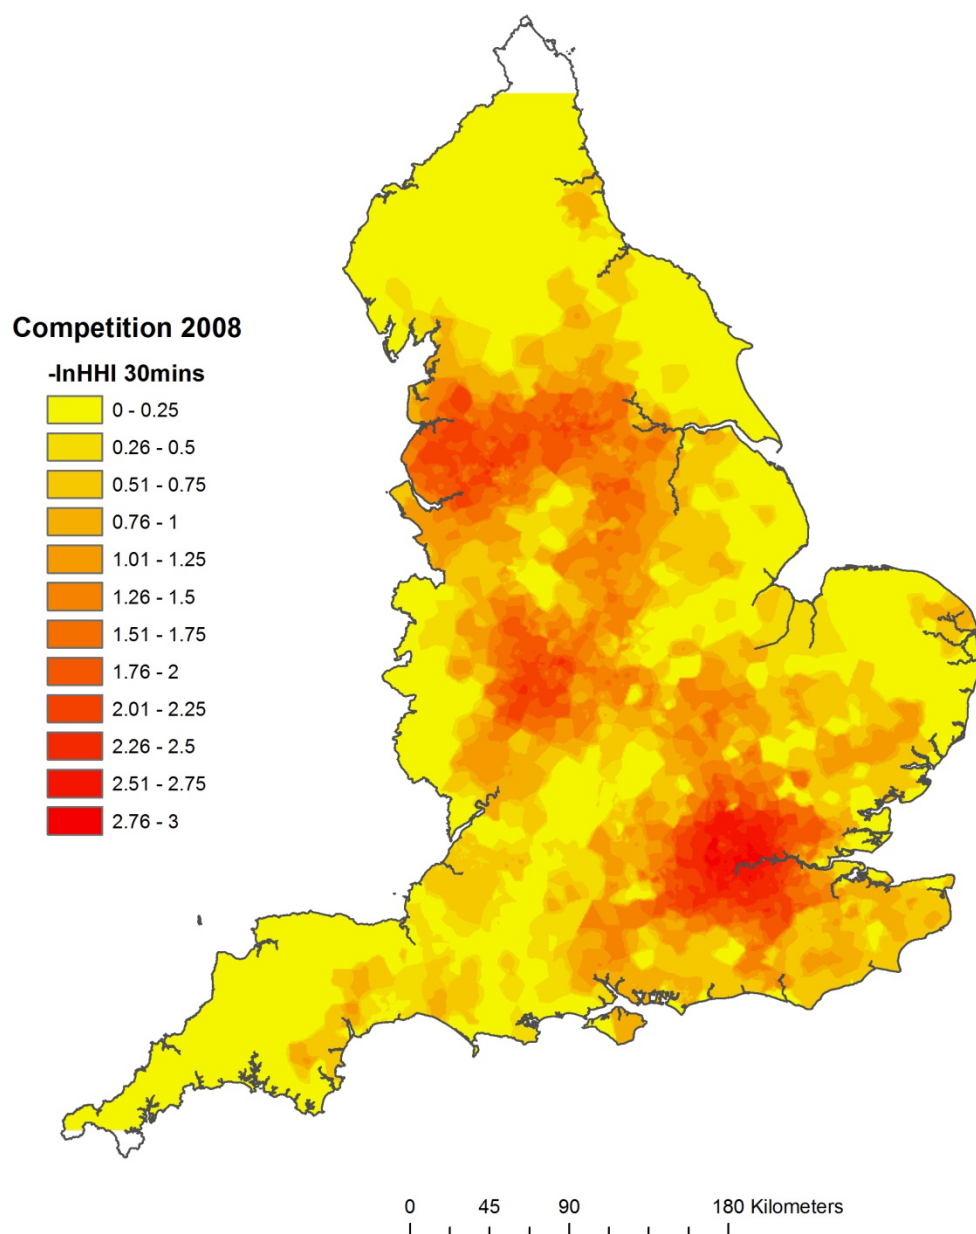 Competition 2008
-lnHHI 30mins
0 - 0.25
0.26 - 0.5
0.51 - 0.75
0.76 - 1
1.01 - 1.25
1.26 - 1.5
1.51 - 1.75
1.76 - 2
2.01 - 2.25
2.26 - 2.5
2.51 - 2.75
2.76 - 3
0 45 90 180 Kilometers